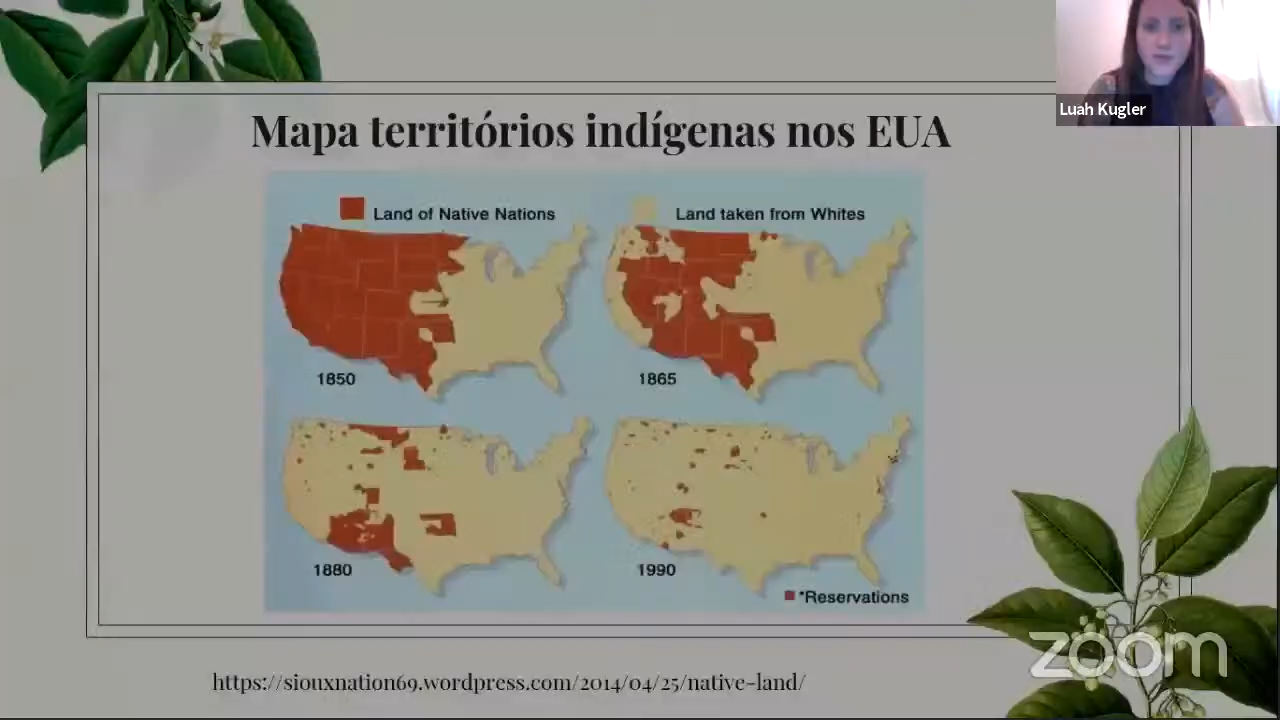 Luah Kugler
Mapa territórios indígenas nos EUA
Land of Native Nations
Land taken from Whites
1850
1865
1880
1990
*Reservations
zoom
https://siouxnation69.wordpress.com/2014/04/25/native-land/